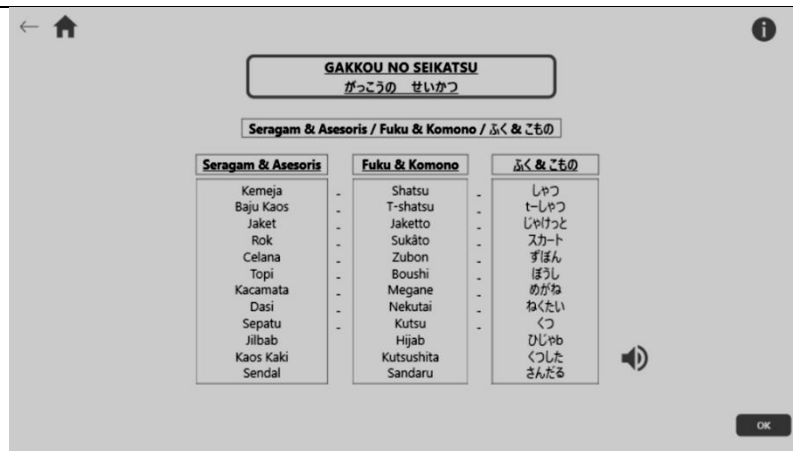 GAKKOU NO SEIKATSU
がっこうの せいかつ
Seragam & Asesoris / Fuku & Komono / ふく & こもの
Seragam & Asesoris Fuku & Komono ふく & こもの
Kemeja - Shatsu - しゃつ
Baju Kaos - T-shatsu - tーしゃつ
Jaket - Jaketto - じゃけっと
Rok - Sukâto - スカート
Celana - Zubon - ずぼん
Topi - Boushi - ぼうし
Kacamata - Megane - めがね
Dasi - Nekutai - ねくたい
Sepatu - Kutsu - くつ
Jilbab Hijab ひじゃb
Kaos Kaki Kutsushita くつした
Sendal Sandaru さんだる
OK